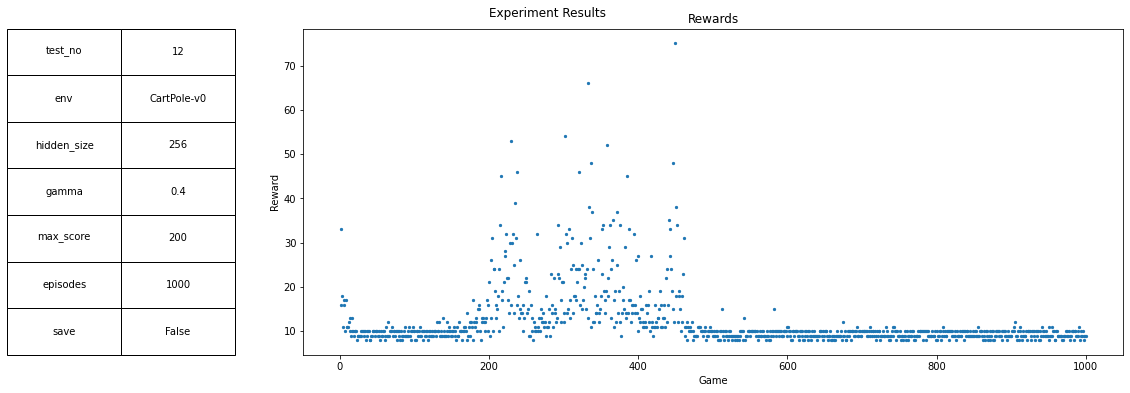 Experiment Results
test_no 12
env CartPole-v0
hidden_size 256
gamma 0.4
max_score 200
episodes 1000
save False
Rewards
Reward
70
60
50
40
30
20
10
0 200 400 600 800 1000
Game